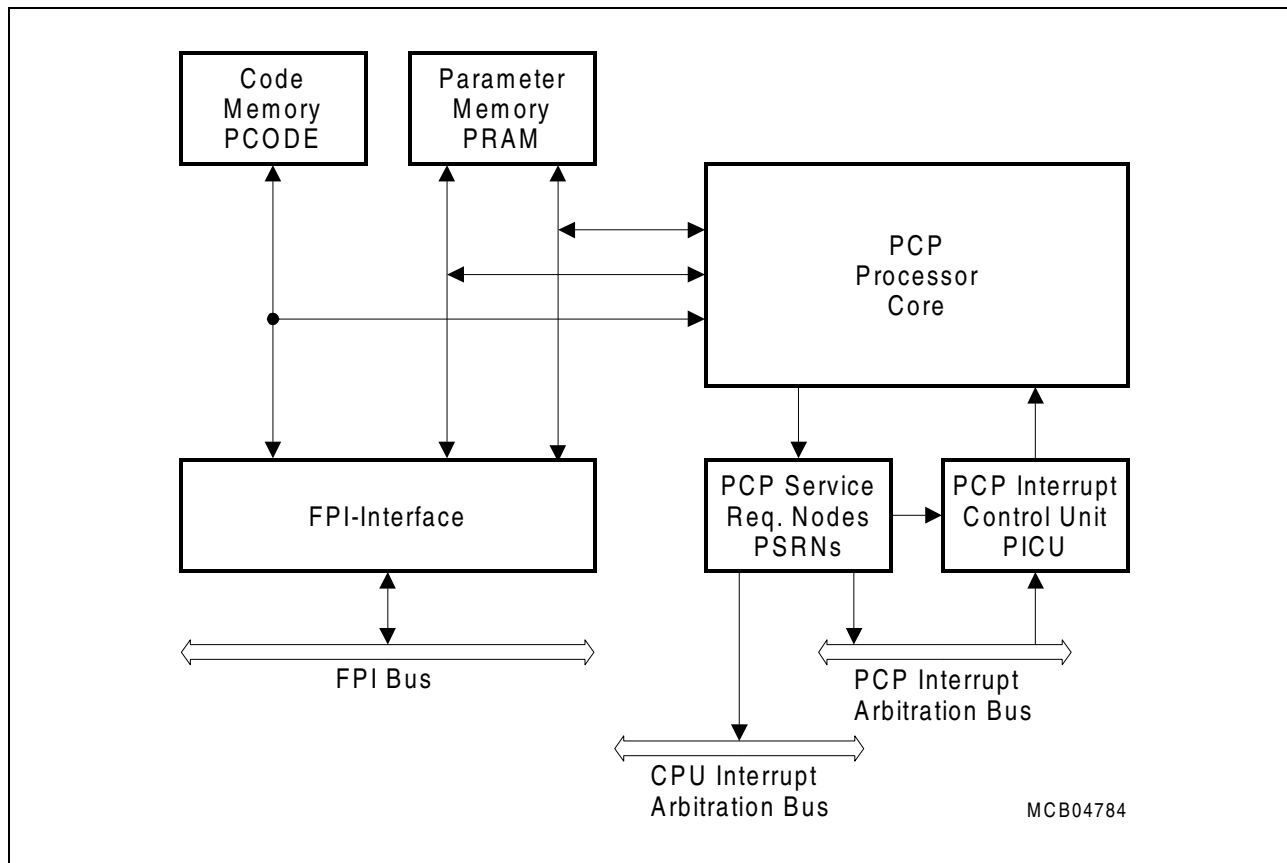 Code
Memory
PCODE
Parameter
Memory
PRAM
PCP
Processor
Core
FPI-Interface
PCP Service
Req. Nodes
PSRNs
PCP Interrupt
Control Unit
PICU
FPI Bus
PCP Interrupt
Arbitration Bus
CPU Interrupt
Arbitration Bus
MCB04784